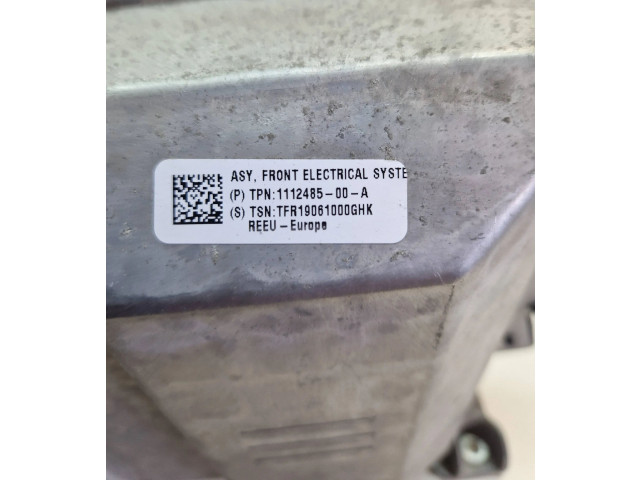 ASY, FRONT ELECTRICAL SYSTE
(P) TPN:1112485-00-A
(S) TSN:TFR19061000GHK
REEU-Europe